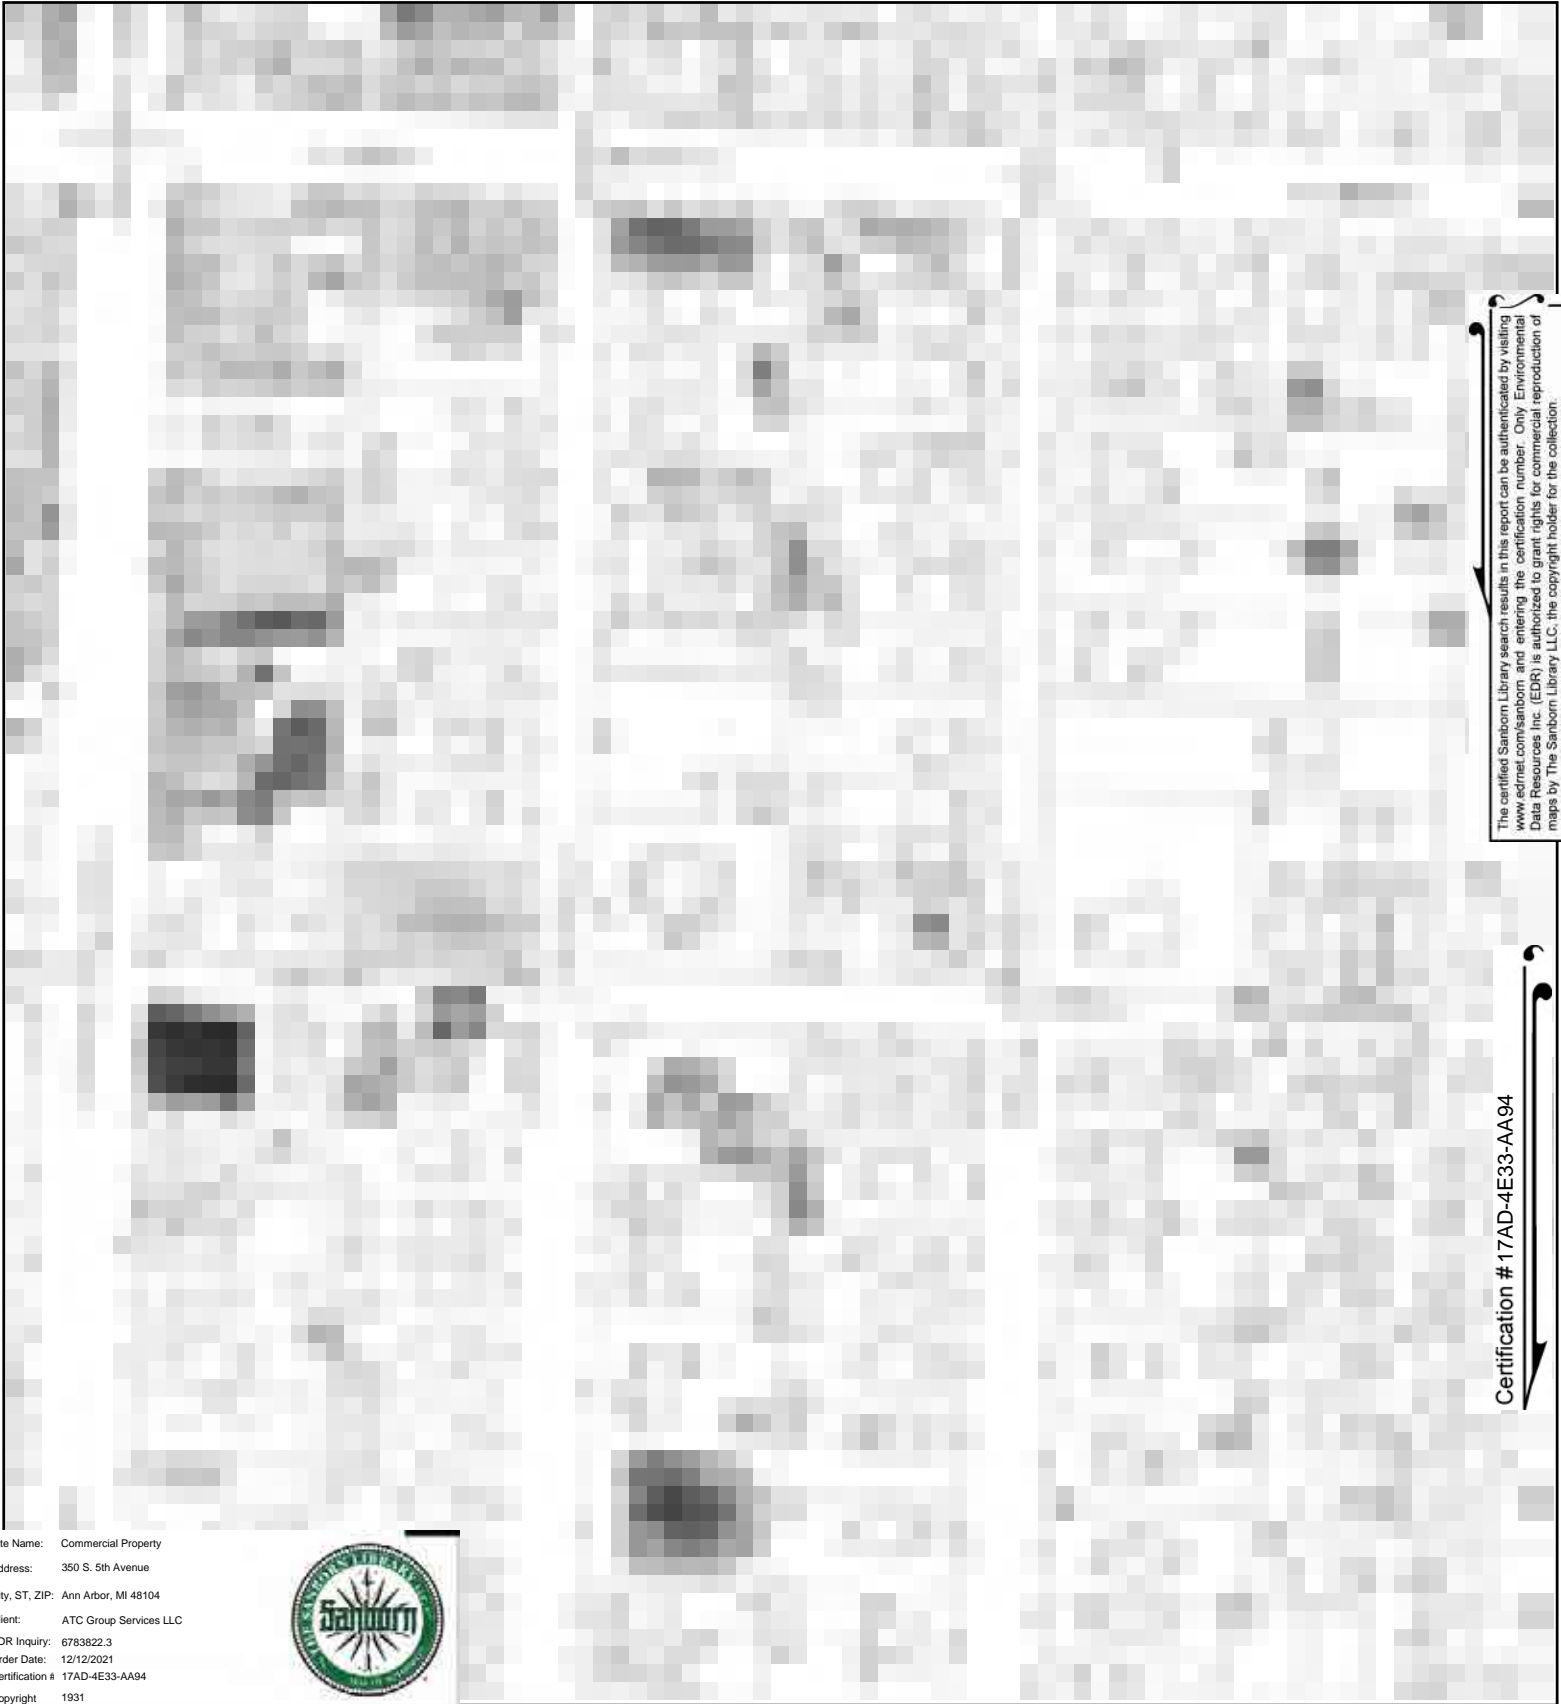 The certified Sanborn Library search results in this report can be authenticated by visiting
www.edrnet.com/sanborn and entering the certification number. Only Environmental
Data Resources Inc. (EDR) is authorized to grant rights for commercial reproduction of
maps by The Sanborn Library LLC, the copyright holder for the collection.
Certification # 17AD-4E33-AA94
te Name: Commercial Property
ddress: 350 S. 5th Avenue
ty, ST, ZIP: Ann Arbor, MI 48104
ient: ATC Group Services LLC
DR Inquiry: 6783822.3
rder Date: 12/12/2021
ertification # 17AD-4E33-AA94
opyright 1931
Sanborn